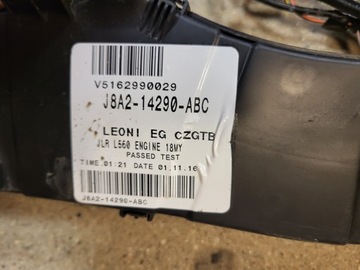 V5162990029
J8A2-14290-ABC
LEONI EG CZGTB
JLR L560 ENGINE 18MY
PASSED TEST
TIME.01:21 DATE 01.11.16
J8A2-14290-ABC